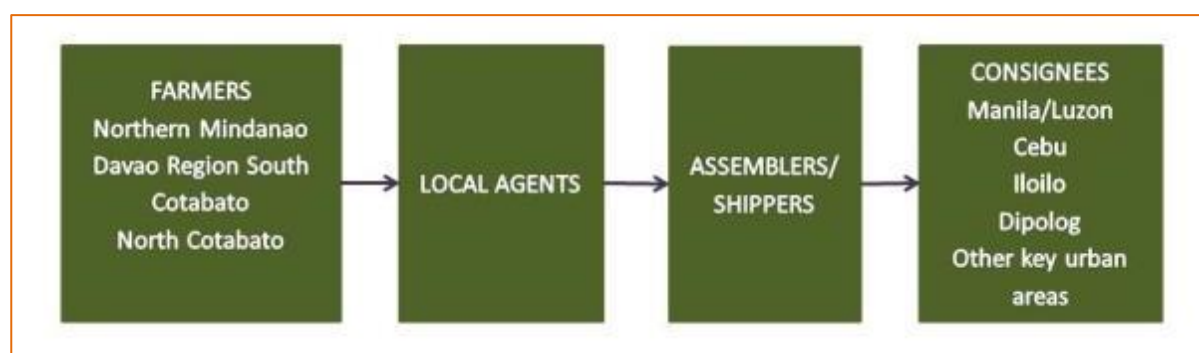 FARMERS
Northern Mindanao
Davao Region South
Cotabato
North Cotabato
LOCAL AGENTS
ASSEMBLERS/
SHIPPERS
CONSIGNEES
Manila/Luzon
Cebu
Iloilo
Dipolog
Other key urban
areas